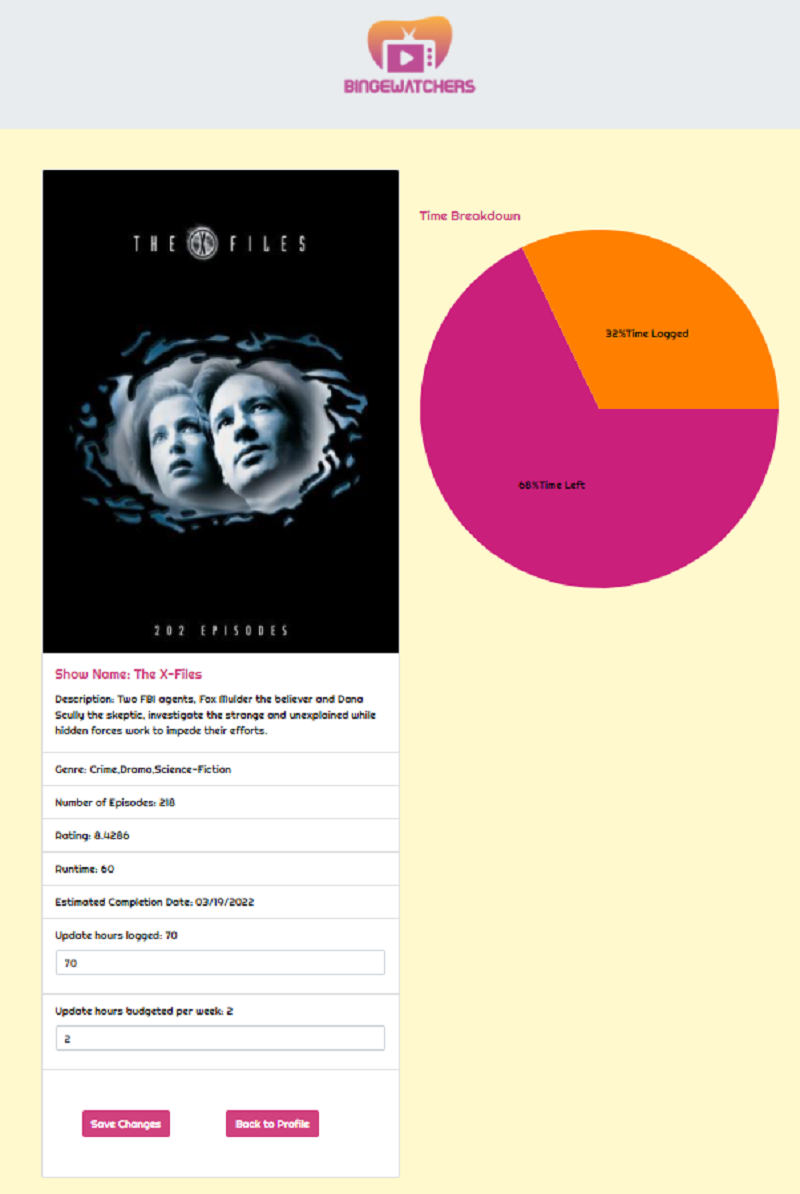 BINGEWATCHERS
THE X FILES
202 EPISODES
Show Name: The X-Files
Description: Two FBI agents, Fox Mulder the believer and Dana
Scully the skeptic, investigate the strange and unexplained while
hidden forces work to impede their efforts.
Genre: Crime,Drama,Science-Fiction
Number of Episodes: 218
Rating: 8.4286
Runtime: 60
Estimated Completion Date: 03/19/2022
Update hours logged: 70
70
Update hours budgeted per week: 2
2
Save Changes
Back to Profile
Time Breakdown
32%Time Logged
68%Time Left